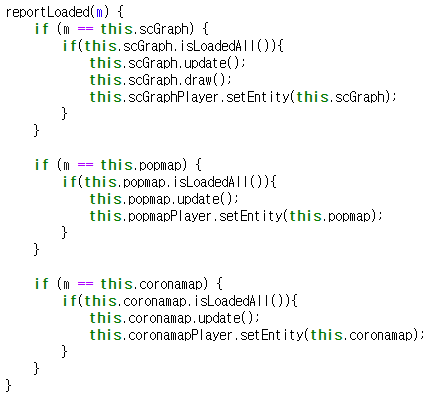 reportLoaded(m) {
    if (m == this.scGraph) {
        if(this.scGraph.isLoadedAll()){
            this.scGraph.update();
            this.scGraph.draw();
            this.scGraphPlayer.setEntity(this.scGraph);
        }
    }

    if (m == this.popmap) {
        if(this.popmap.isLoadedAll()){
            this.popmap.update();
            this.popmapPlayer.setEntity(this.popmap);
        }
    }

    if (m == this.coronamap) {
        if(this.coronamap.isLoadedAll()){
            this.coronamap.update();
            this.coronamapPlayer.setEntity(this.coronamap);
        }
    }
}